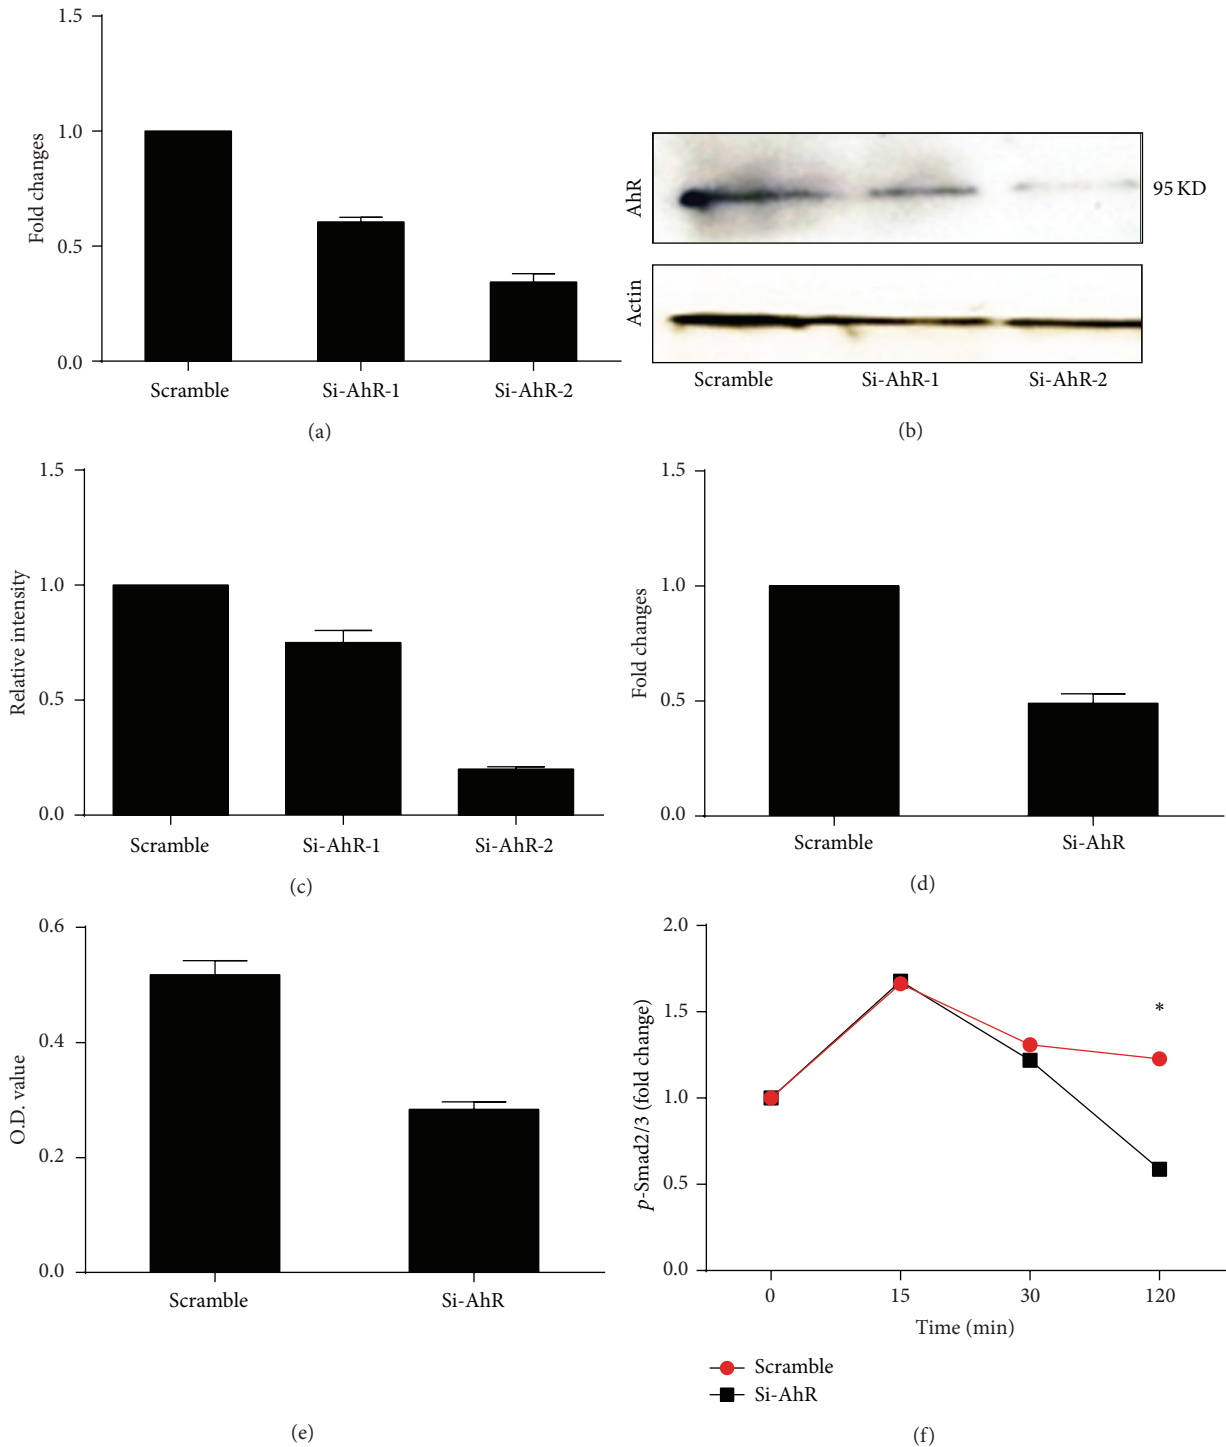 1.5
1.0
0.5
0.0
Fold changes
Scramble
Si-AhR-1
Si-AhR-2
(a)
AhR
95 KD
Actin
Scramble
Si-AhR-1
Si-AhR-2
(b)
1.5
1.0
0.5
0.0
Relative intensity
Scramble
Si-AhR-1
Si-AhR-2
(c)
1.5
1.0
0.5
0.0
Fold changes
Scramble
Si-AhR
(d)
0.6
0.4
0.2
0.0
O.D. value
Scramble
Si-AhR
(e)
2.0
1.5
1.0
0.5
0.0
p-Smad2/3 (fold change)
*
0
15
30
120
Time (min)
Scramble
Si-AhR
(f)